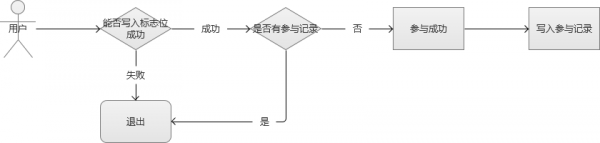 用户
能否写入标志位
成功
成功
是否有参与记录
否
参与成功
写入参与记录
失败
退出
是